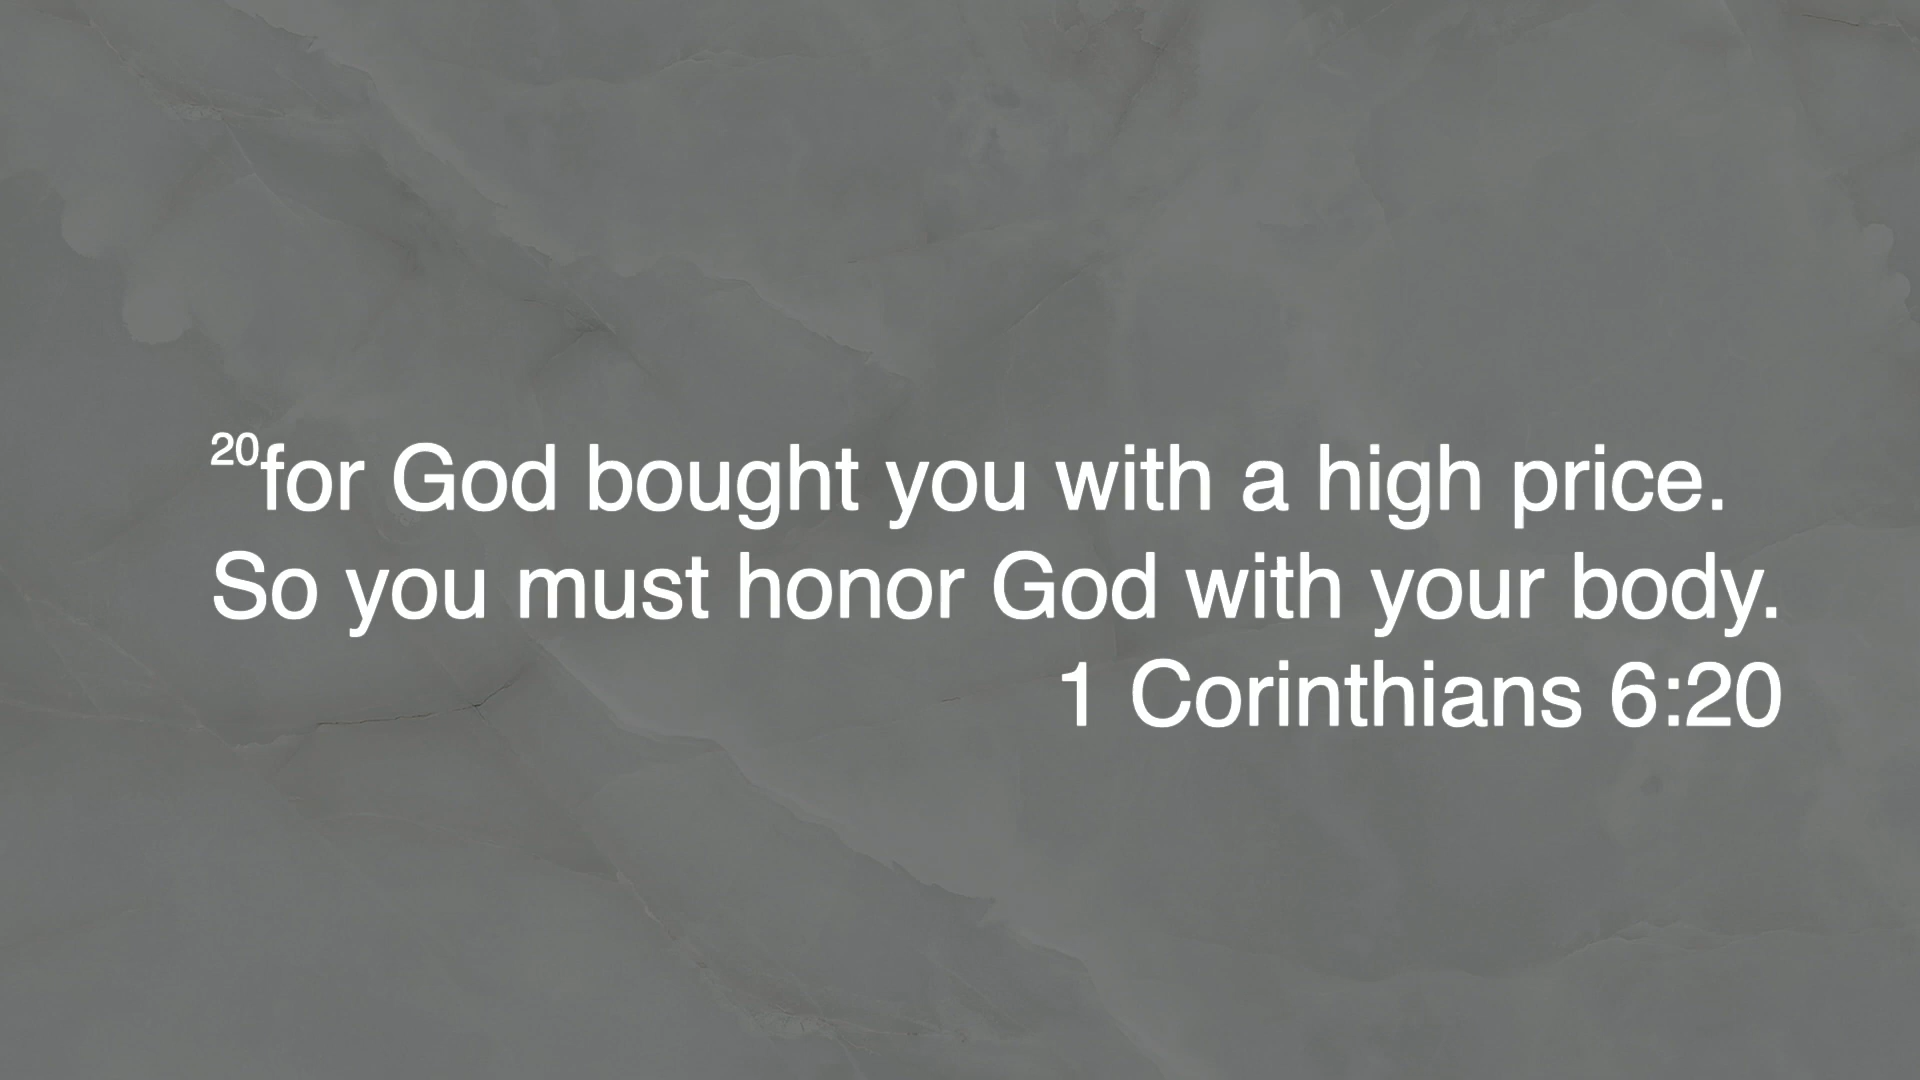 20for God bought you with a high price.
So you must honor God with your body.
1 Corinthians 6:20